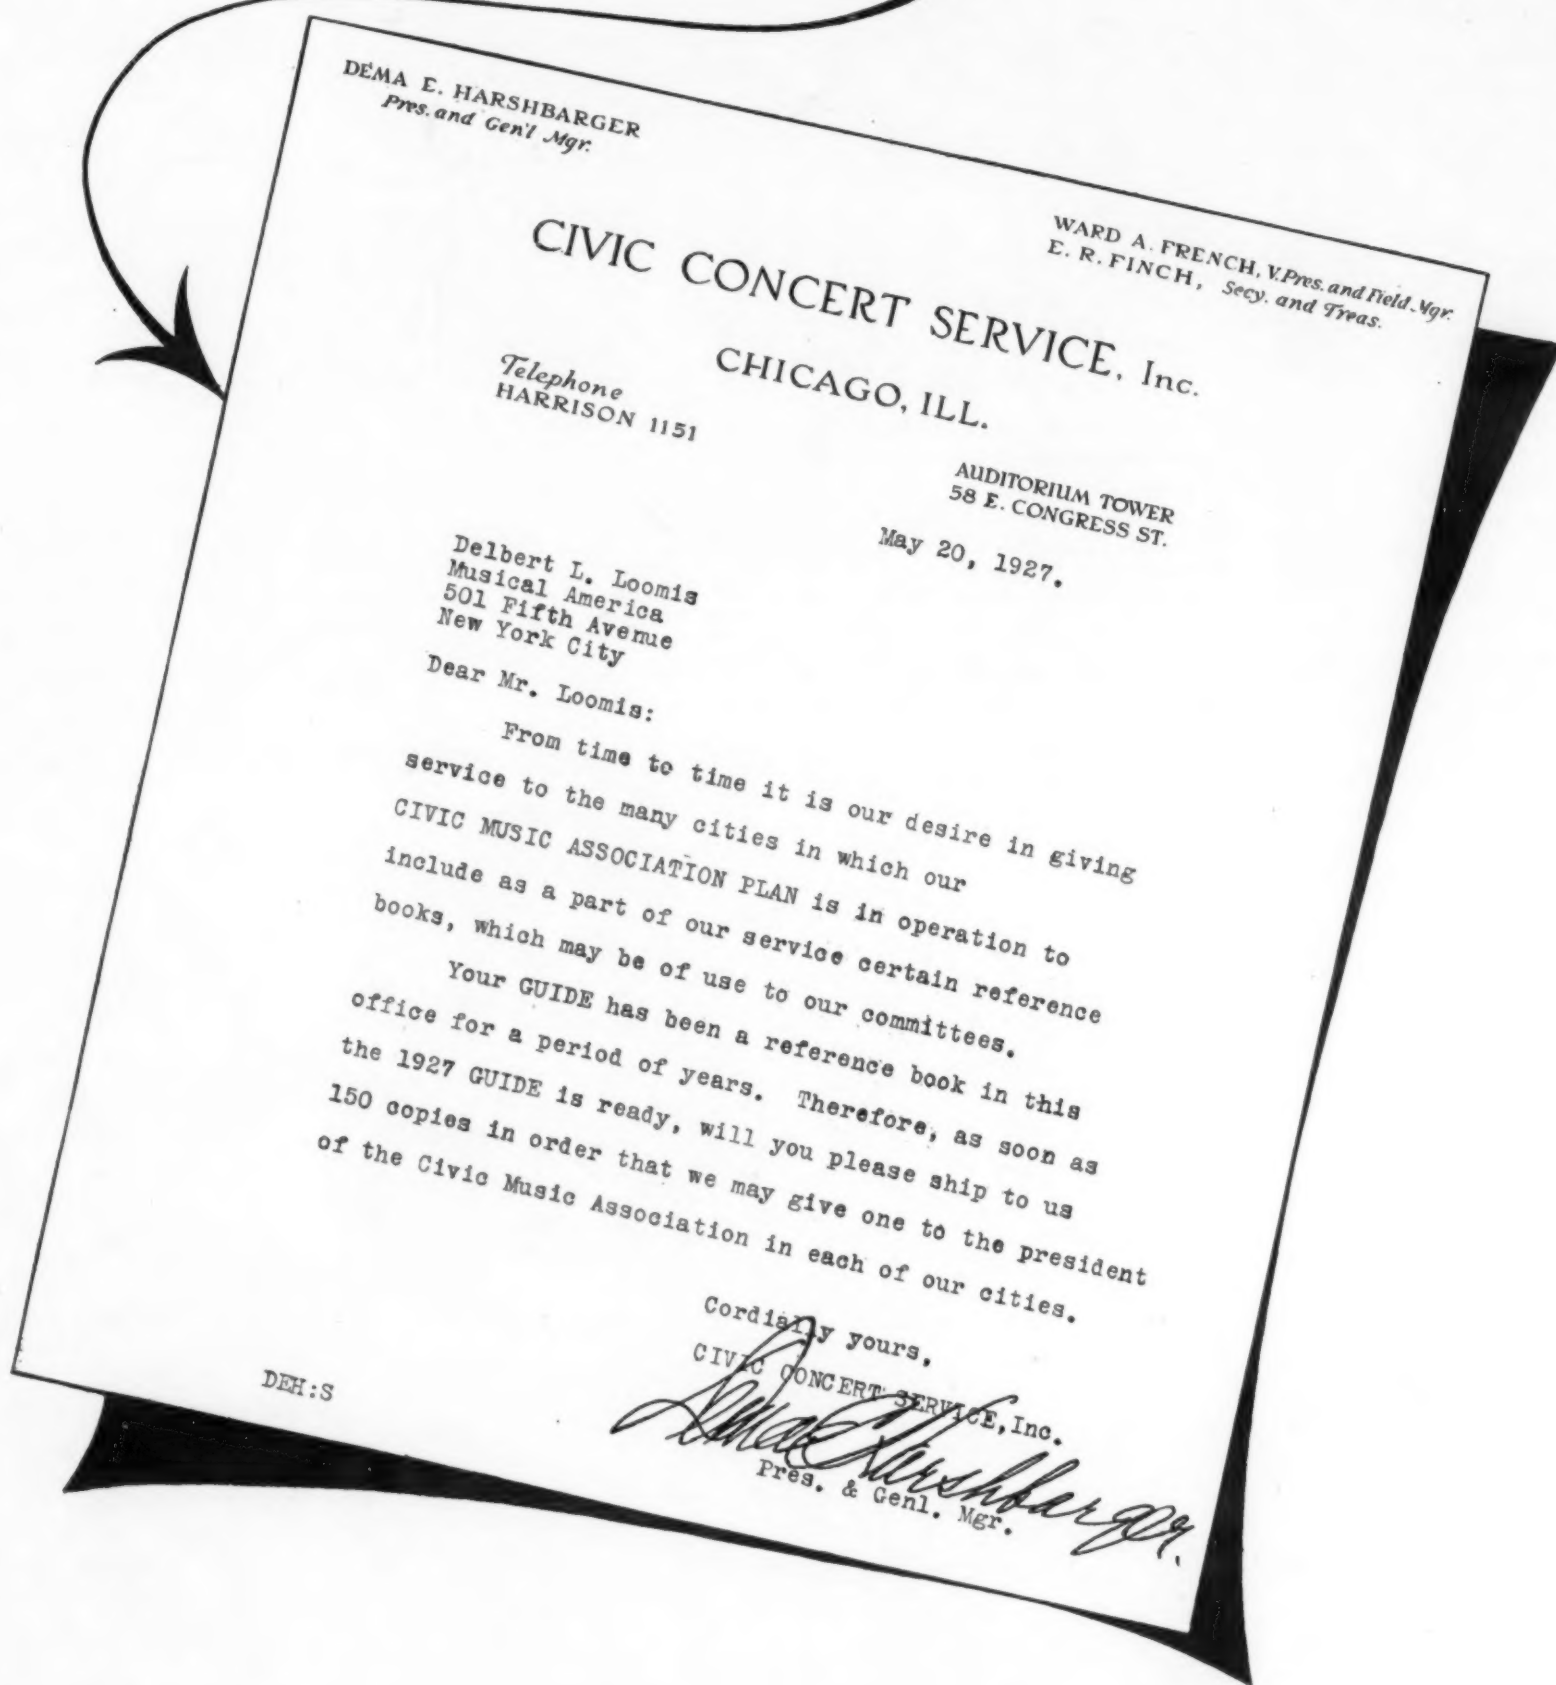 DEMA E. HARSHBARGER
Pres. and Gen'l Mgr.
WARD A. FRENCH, V.Pres. and Field Mgr.
E. R. FINCH, Secy. and Treas.
CIVIC CONCERT SERVICE, Inc.
CHICAGO, ILL.
Telephone
HARRISON 1151
AUDITORIUM TOWER
58 E. CONGRESS ST.
May 20, 1927.
Delbert L. Loomis
Musical America
501 Fifth Avenue
New York City
Dear Mr. Loomis:
From time to time it is our desire in giving
service to the many cities in which our
CIVIC MUSIC ASSOCIATION PLAN is in operation to
include as a part of our service certain reference
books, which may be of use to our committees.
Your GUIDE has been a reference book in this
office for a period of years. Therefore, as soon as
the 1927 GUIDE is ready, will you please ship to us
150 copies in order that we may give one to the president
of the Civic Music Association in each of our cities.
Cordially yours,
CIVIC CONCERT SERVICE, Inc.
Dema E Harshbarger.
Pres. & Genl. Mgr.
DEH:S